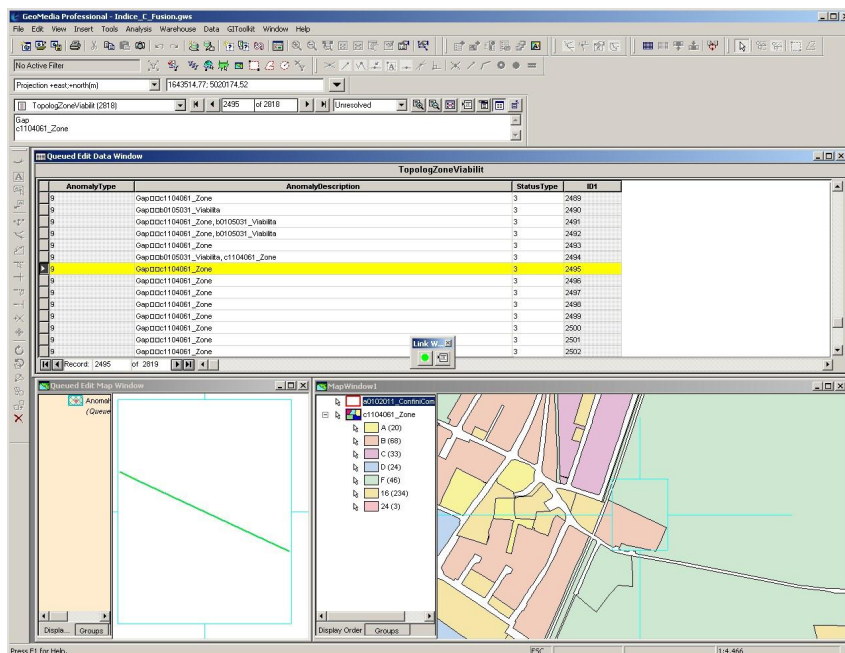 GeoMedia Professional - Indice_C_Fusion.gws
File Edit View Insert Tools Analysis Warehouse Data GIToolkit Window Help
No Active Filter
Projection +east;+north(m) 1643514,77; 5020174,52
TopologZoneViabilit (2818) 2495 of 2818 Unresolved
Gap
c1104061_Zone
Queued Edit Data Window
TopologZoneViabilit
AnomalyType AnomalyDescription StatusType ID1
9 Gap□□c1104061_Zone 3 2489
9 Gap□□b0105031_Viabilita 3 2490
9 Gap□□c1104061_Zone, b0105031_Viabilita 3 2491
9 Gap□□c1104061_Zone, b0105031_Viabilita 3 2492
9 Gap□□c1104061_Zone 3 2493
9 Gap□□b0105031_Viabilita, c1104061_Zone 3 2494
9 Gap□□c1104061_Zone 3 2495
9 Gap□□c1104061_Zone 3 2496
9 Gap□□c1104061_Zone 3 2497
9 Gap□□c1104061_Zone 3 2498
9 Gap□□c1104061_Zone 3 2499
9 Gap□□c1104061_Zone 3 2500
9 Gap□□c1104061_Zone 3 2501
9 Gap□□c1104061_Zone 3 2502
Link W...
Record: 2495 of 2819
Queued Edit Map Window
Anomal
(Queue
Displa... Groups
MapWindow1
a0102011_ConfiniCom
c1104061_Zone
A (20)
B (68)
C (33)
D (24)
F (46)
16 (234)
24 (3)
Display Order Groups
Press F1 for Help. ESC 1:4.466